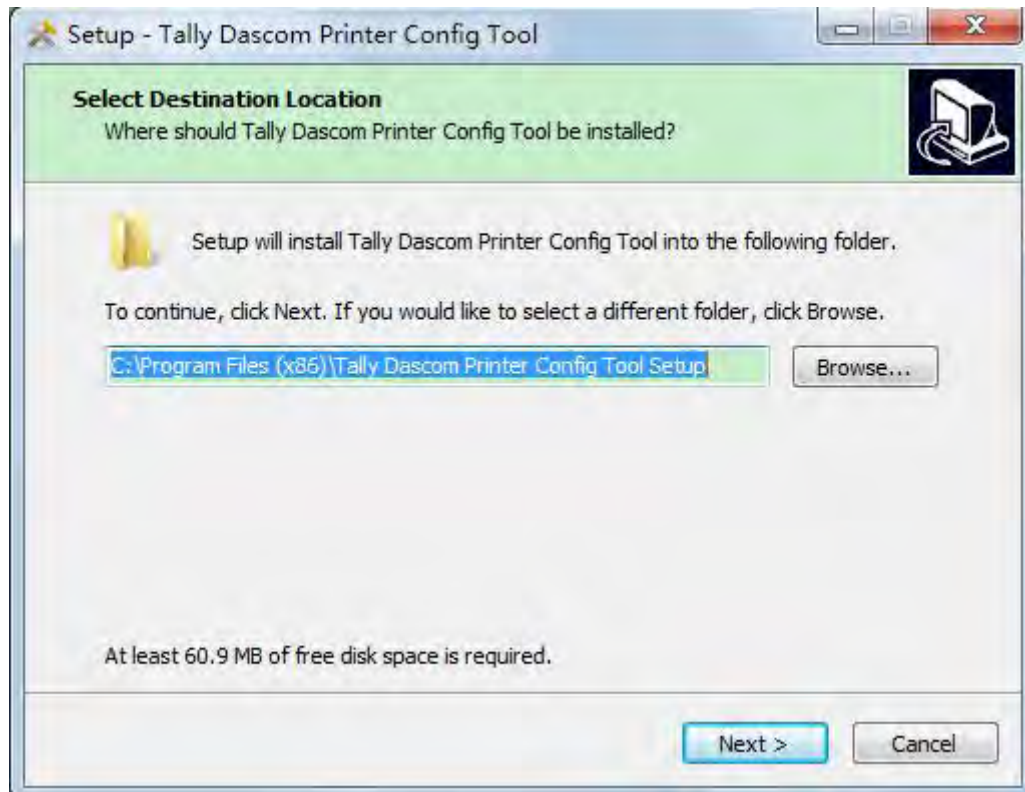 Setup - Tally Dascom Printer Config Tool
Select Destination Location
Where should Tally Dascom Printer Config Tool be installed?
Setup will install Tally Dascom Printer Config Tool into the following folder.
To continue, click Next. If you would like to select a different folder, click Browse.
C:\Program Files (x86)\Tally Dascom Printer Config Tool Setup
Browse...
At least 60.9 MB of free disk space is required.
Next >
Cancel